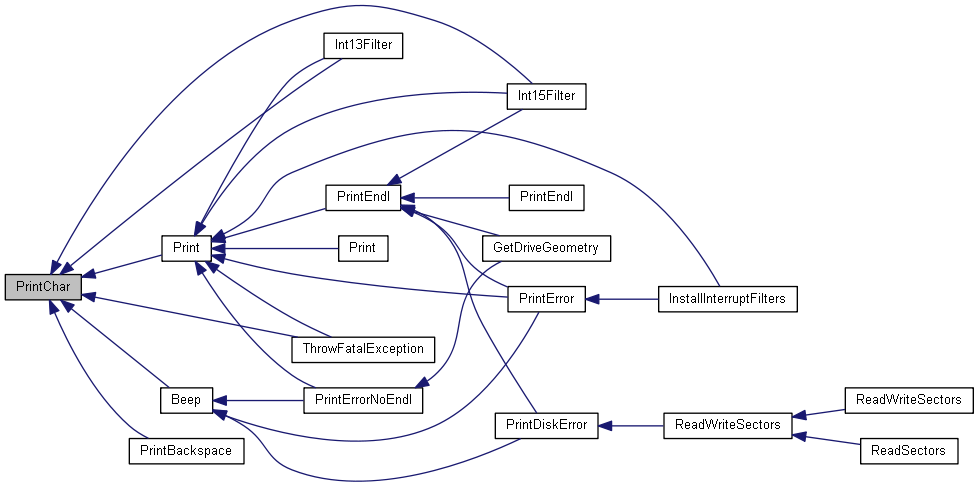 Int13Filter
Int15Filter
PrintEndl
PrintEndl
Print
Print
GetDriveGeometry
PrintChar
PrintError
InstallInterruptFilters
ThrowFatalException
Beep
PrintErrorNoEndl
ReadWriteSectors
PrintDiskError
ReadWriteSectors
PrintBackspace
ReadSectors